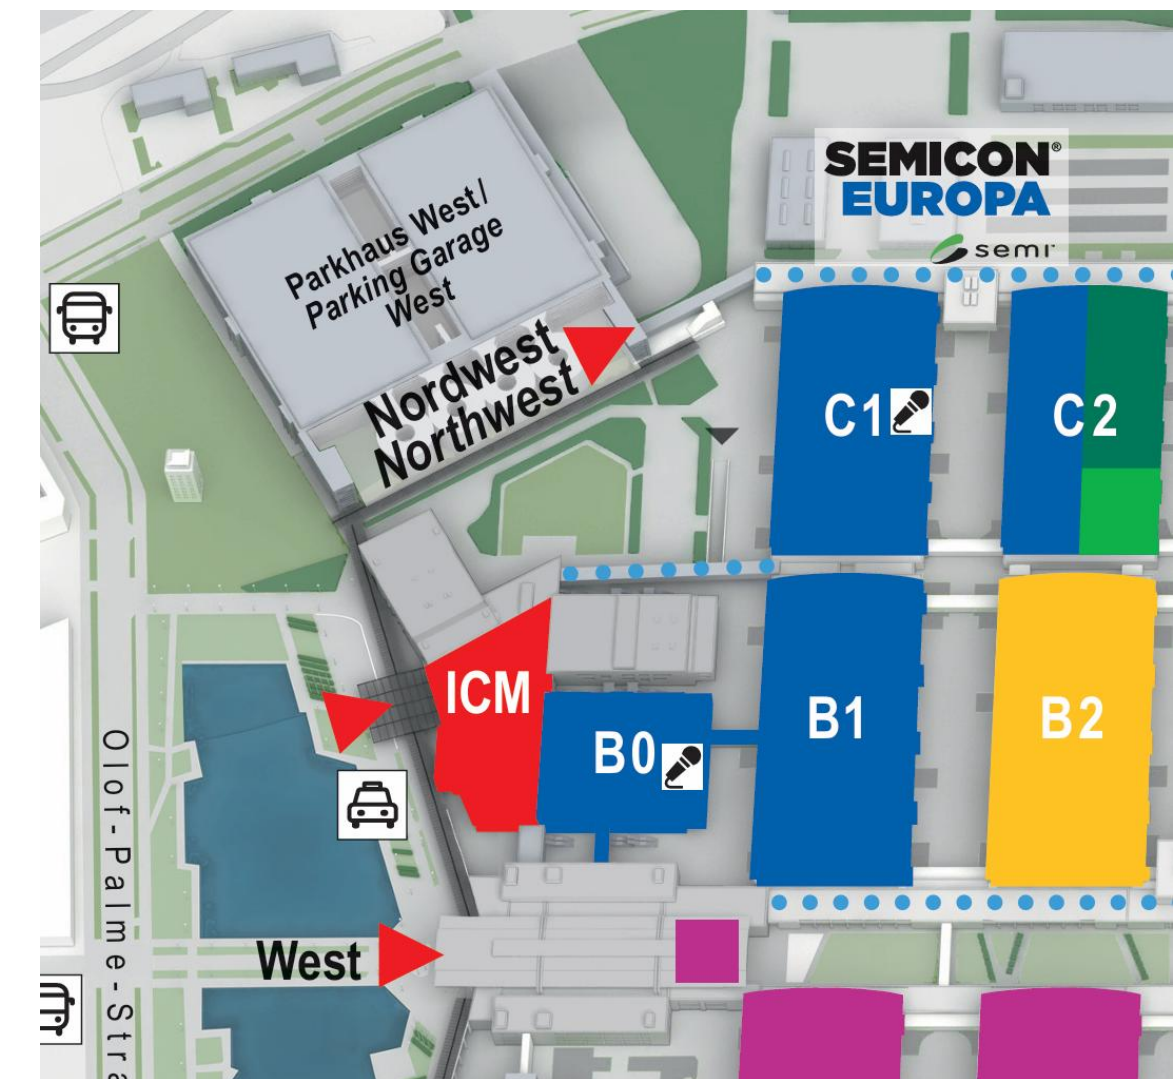 SEMICON®
EUROPA
semi
Parkhaus West/
Parking Garage
West
Nordwest
Northwest
C1
C2
ICM
B0
B1
B2
West
Olof-Palme-Stra